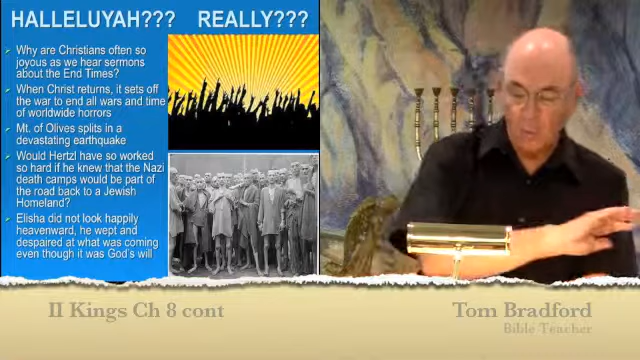 HALLELUYAH??? REALLY???
Why are Christians often so
joyous as we hear sermons
about the End Times?
When Christ returns, it sets off
the war to end all wars and time
of worldwide horrors
Mt. of Olives splits in a
devastating earthquake
Would Hertzl have so worked
so hard if he knew that the Nazi
death camps would be part of
the road back to a Jewish
Homeland?
Elisha did not look happily
heavenward, he wept and
despaired at what was coming
even though it was God's will
II Kings Ch 8 cont
Tom Bradford
Bible Teacher